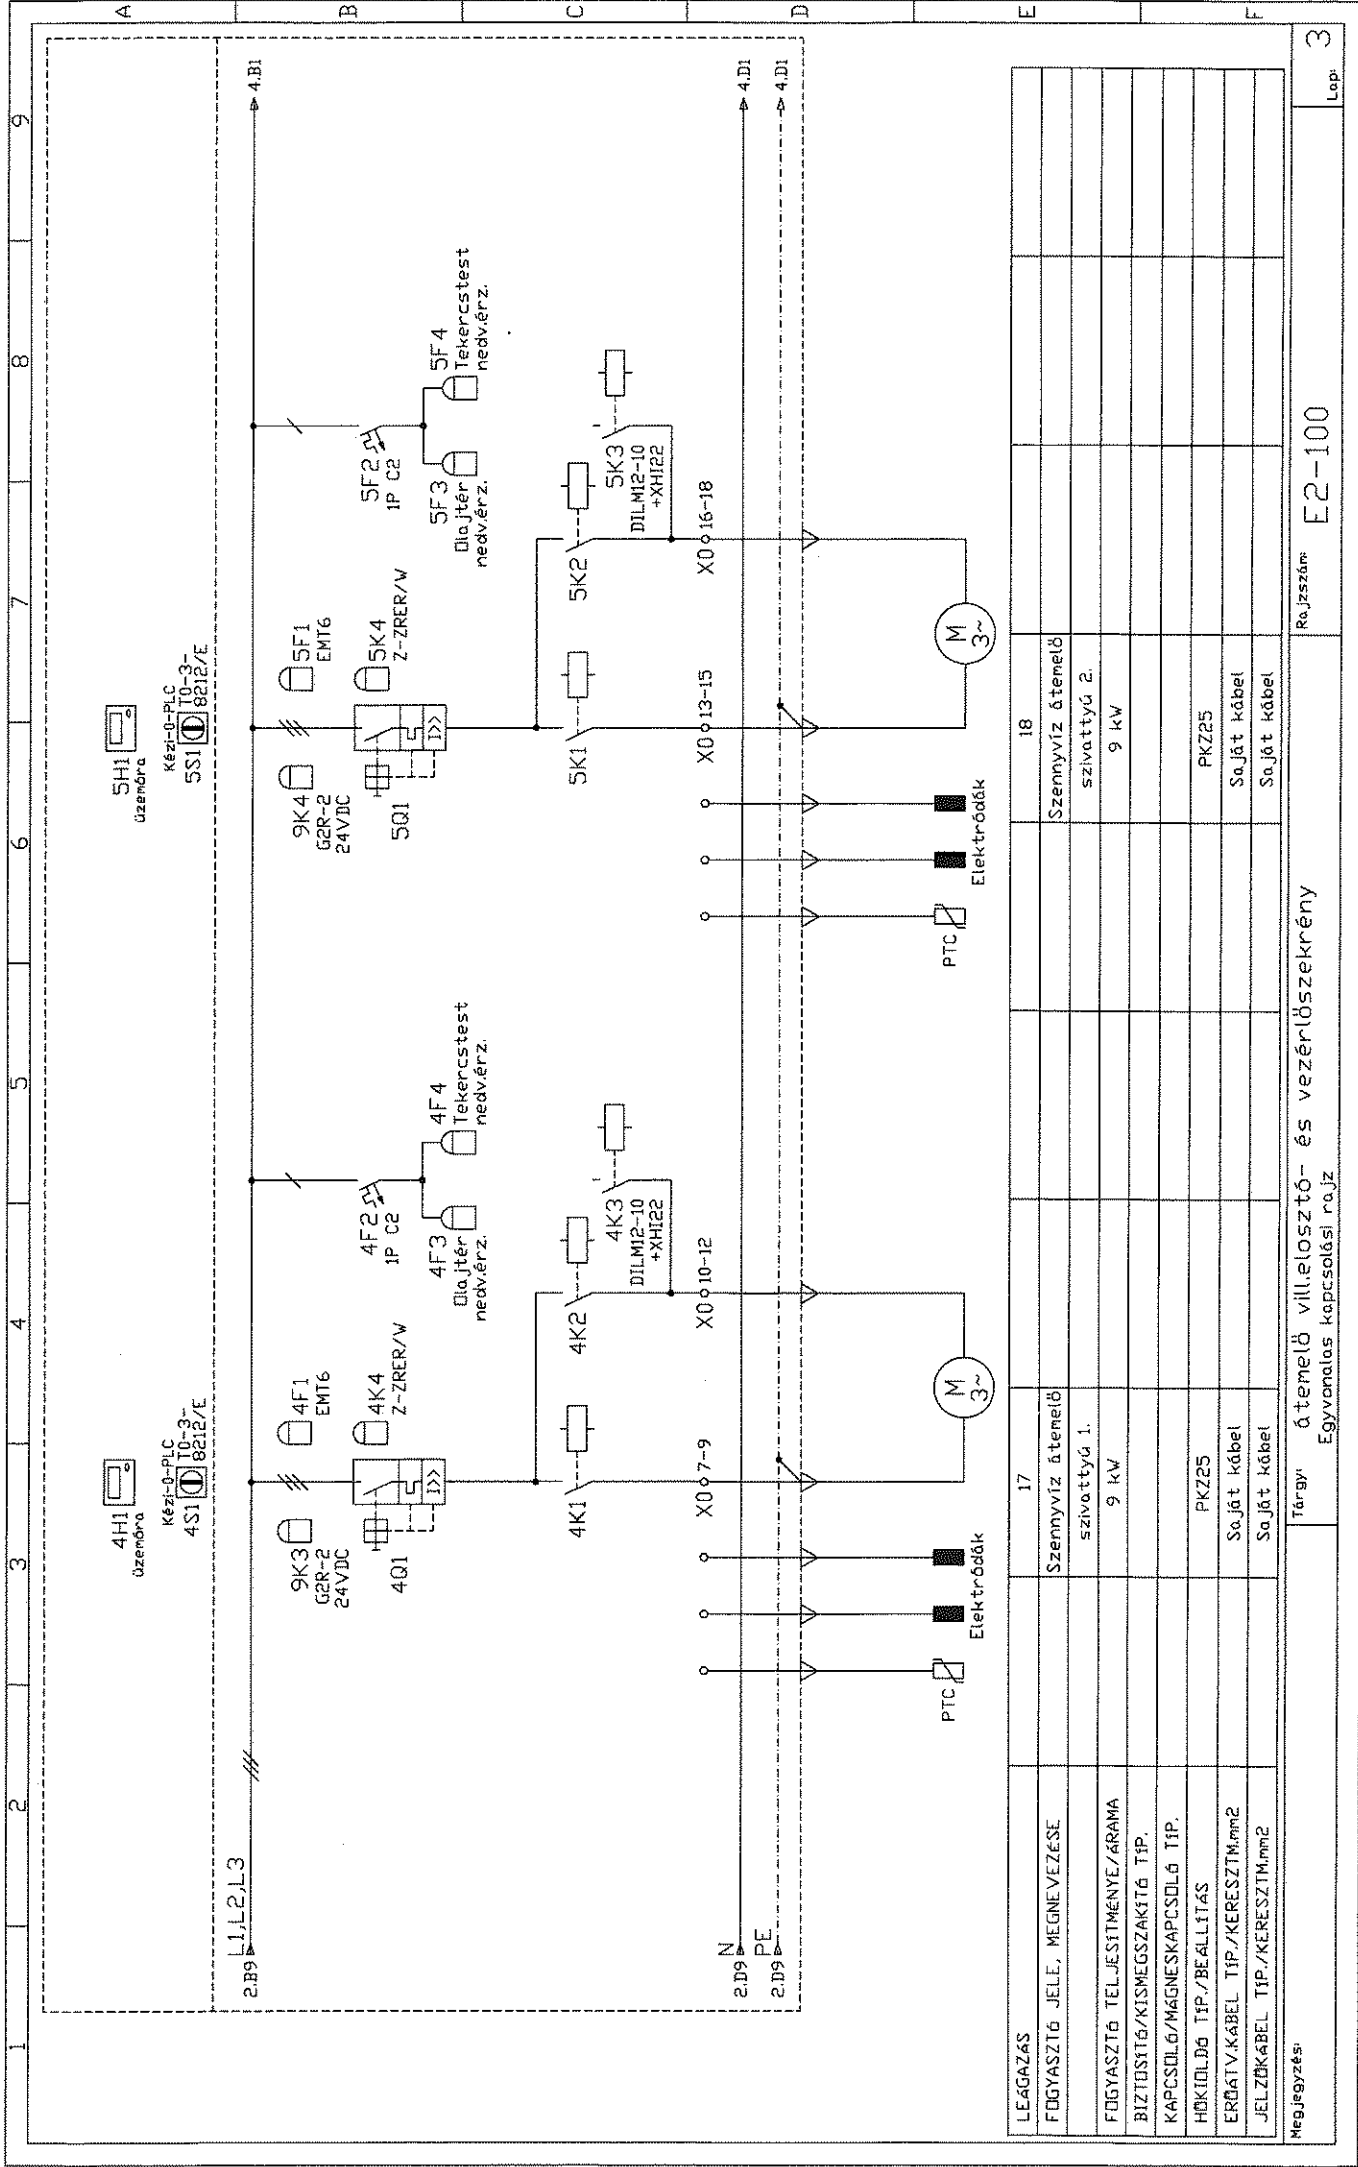 1 2 3 4 5 6 7 8 9
A
B
C
D
E
F
4H1
üzemóra
Kézi-0-PLC
4S1
T0-3-
8212/E
5H1
üzemóra
Kézi-0-PLC
5S1
T0-3-
8212/E
2.B9
L1,L2,L3
4.B1
9K3
G2R-2
24VDC
4F1
EMT6
4Q1
4K4
Z-ZRER/W
4F2
1P C2
4F3
Olajtér
nedv.érz.
4F4
Tekercstest
nedv.érz.
9K4
G2R-2
24VDC
5F1
EMT6
5Q1
5K4
Z-ZRER/W
5F2
1P C2
5F3
Olajtér
nedv.érz.
5F4
Tekercstest
nedv.érz.
4K1
4K2
4K3
DILM12-10
+XHI22
5K1
5K2
5K3
DILM12-10
+XHI22
X0 7-9
X0 10-12
X0 13-15
X0 16-18
2.D9
N
4.D1
2.D9
PE
4.D1
PTC
Elektródák
M
3~
PTC
Elektródák
M
3~
LEÁGAZÁS 17 18
FOGYASZTÓ JELE, MEGNEVEZÉSE Szennyvíz átemelő Szennyvíz átemelő
szivattyú 1. szivattyú 2.
FOGYASZTÓ TELJESÍTMÉNYE/ÁRAMA 9 kW 9 kW
BIZTOSÍTÓ/KISMEGSZAKÍTÓ TÍP.
KAPCSOLÓ/MÁGNESKAPCSOLÓ TÍP.
HŐKIOLDÓ TÍP./BEÁLLÍTÁS PKZ25 PKZ25
ERŐÁTV.KÁBEL TÍP./KERESZTM.mm2 Saját kábel Saját kábel
JELZŐKÁBEL TÍP./KERESZTM.mm2 Saját kábel Saját kábel
Megjegyzés:
Tárgy: átemelő vill.elosztó- és vezérlőszekrény
Egyvonalas kapcsolási rajz
Rajzszám: E2-100
Lap: 3